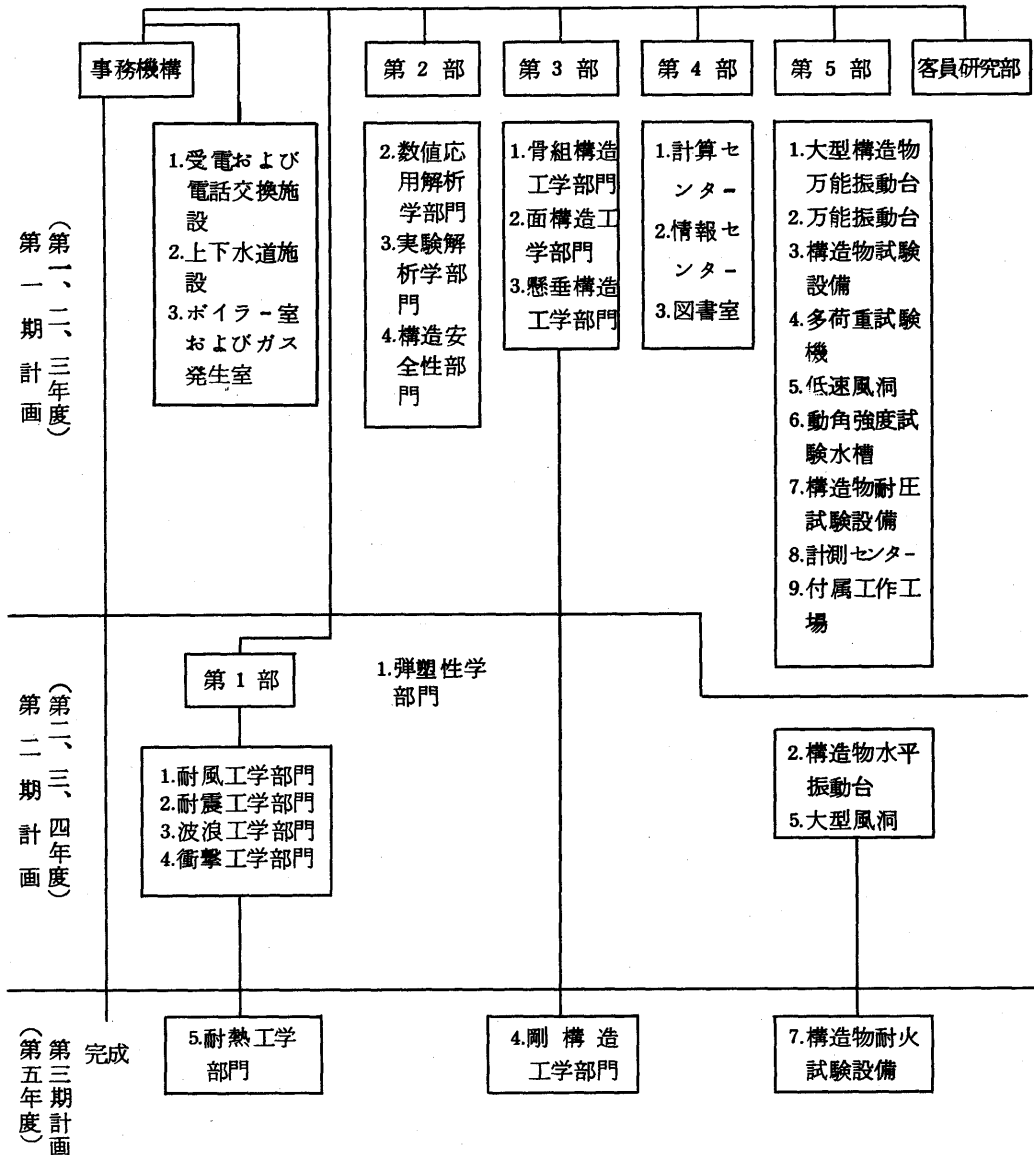 事務機構
第2部
第3部
第4部
第5部
客員研究部
第一期計画
(第一、二、三年度)
1.受電および
電話交換施
設
2.上下水道施
設
3.ボイラー室
およびガス
発生室
2.数値応
用解析
学部門
3.実験解
析学部
門
4.構造安
全性部
門
1.骨組構造
工学部門
2.面構造工
学部門
3.懸垂構造
工学部門
1.計算セ
ンター
2.情報セ
ンター
3.図書室
1.大型構造物
万能振動台
2.万能振動台
3.構造物試験
設備
4.多荷重試験
機
5.低速風洞
6.動角強度試
験水槽
7.構造物耐圧
試験設備
8.計測センター
9.付属工作工
場
第二期計画
(第二、三、四年度)
第1部
1.耐風工学部門
2.耐震工学部門
3.波浪工学部門
4.衝撃工学部門
1.弾塑性学
部門
2.構造物水平
振動台
5.大型風洞
第三期計画
(第五年度)
完成
5.耐熱工学
部門
4.剛構造
工学部門
7.構造物耐火
試験設備